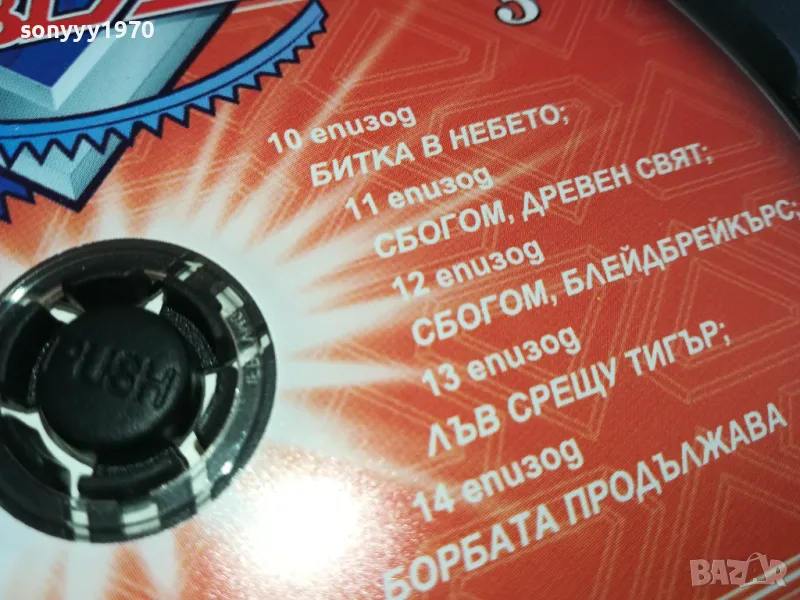 sonyyy1970
5
10 епизод
БИТКА В НЕБЕТО;
11 епизод
СБОГОМ, ДРЕВЕН СВЯТ;
12 епизод
СБОГОМ, БЛЕЙДБРЕЙКЪРС;
13 епизод
ЛЪВ СРЕЩУ ТИГЪР;
14 епизод
БОРБАТА ПРОДЪЛЖАВА
PUSH
BAZAR